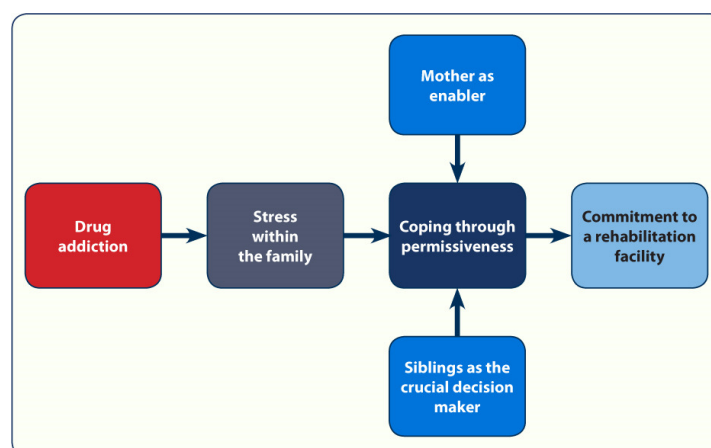 Mother as
enabler
Drug
addiction
Stress
within
the family
Coping through
permissiveness
Commitment to
a rehabilitation
facility
Siblings as the
crucial decision
maker